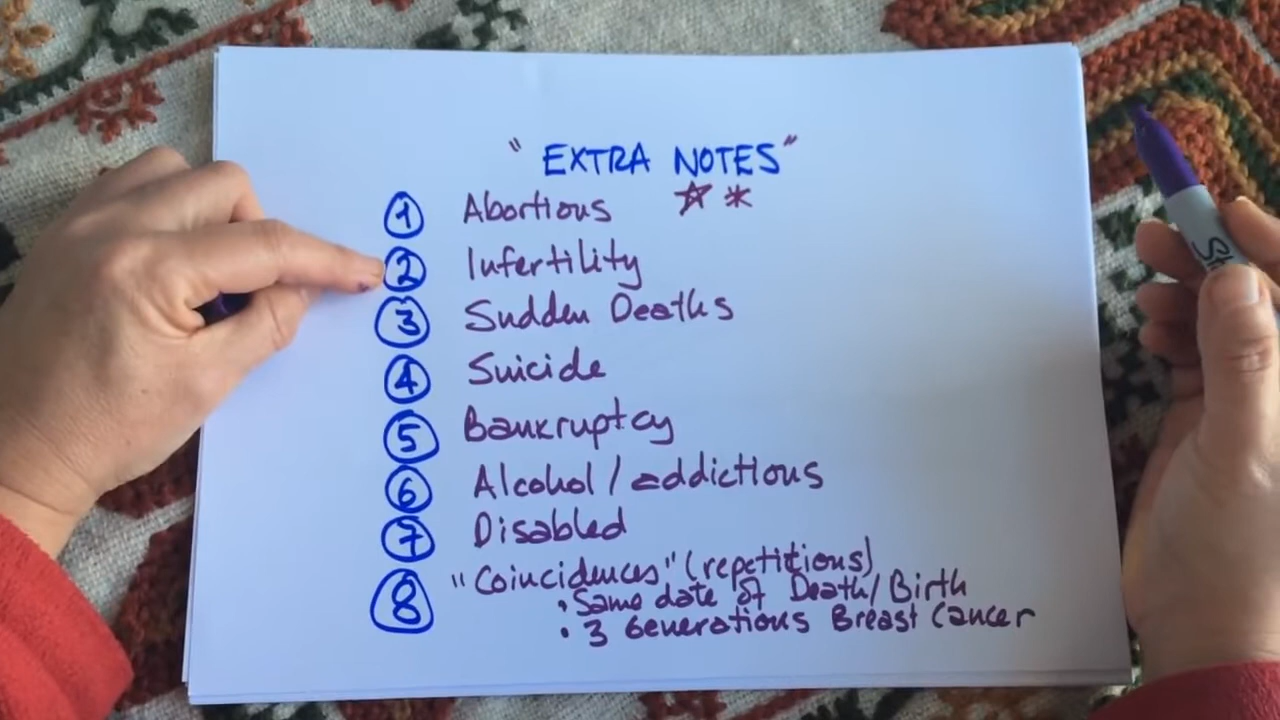 "EXTRA NOTES"
① Abortions ☆ *
② Infertility
③ Sudden Deaths
④ Suicide
⑤ Bankruptcy
⑥ Alcohol / addictions
⑦ Disabled
⑧ "Coincidences" (repetitions)
• Same date of Death/Birth
• 3 Generations Breast Cancer